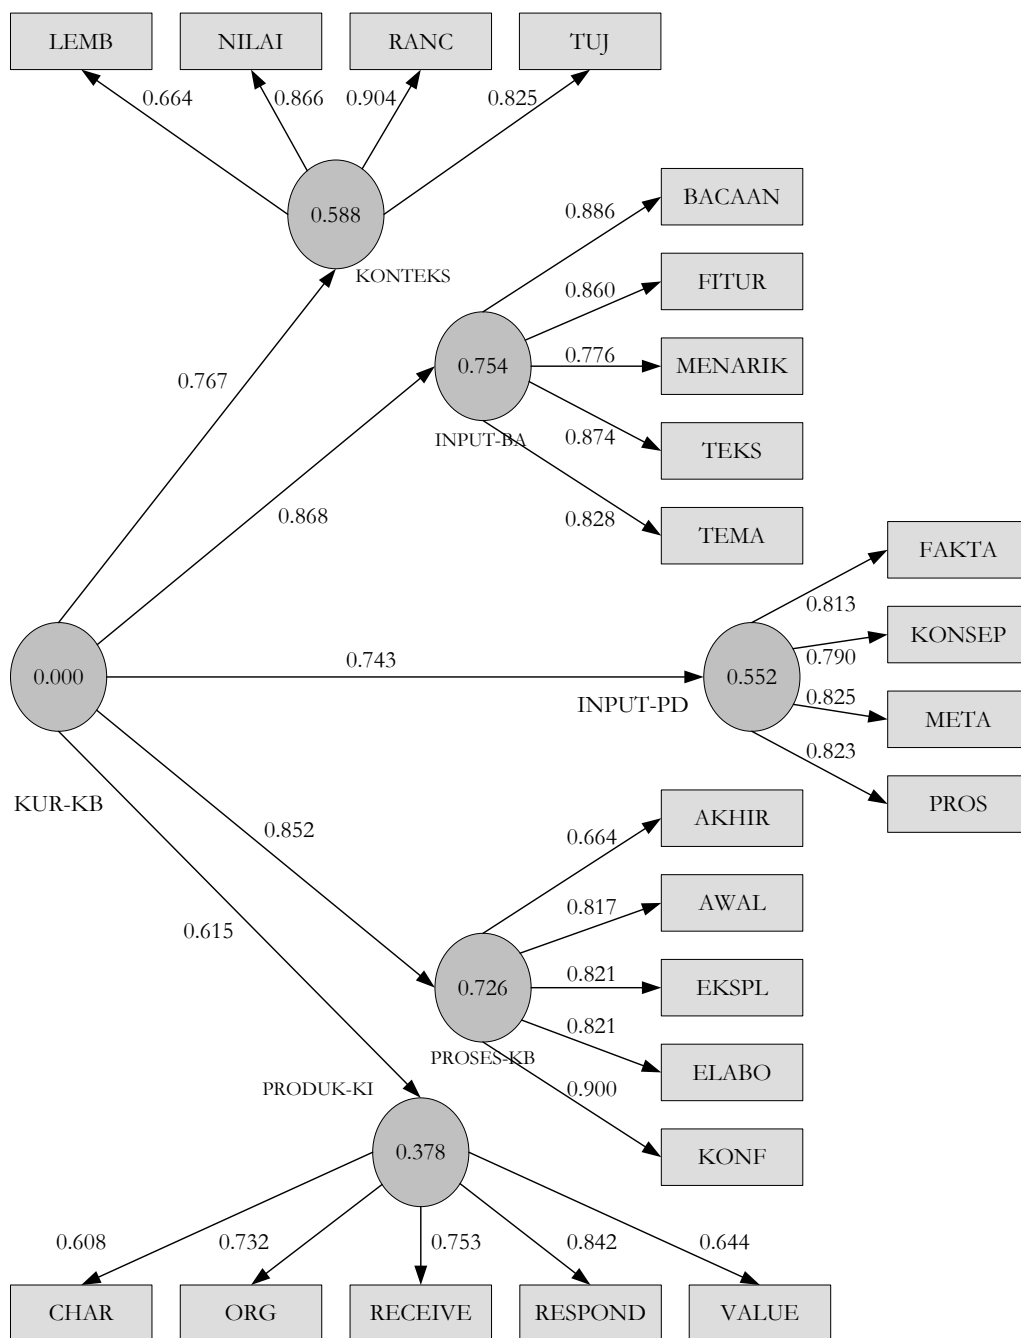 LEMB NILAI RANC TUJ
0.664 0.866 0.904 0.825
0.588
KONTEKS
0.767
BACAAN
0.886
FITUR
0.860
0.776
MENARIK
0.754
INPUT-BA
0.874
TEKS
0.868
0.828
TEMA
FAKTA
0.813
KONSEP
0.790
0.743
0.000
0.552
INPUT-PD
0.825
META
0.823
PROS
KUR-KB
0.852
AKHIR
0.664
AWAL
0.817
0.615
0.821
EKSPL
0.726
0.821
PROSES-KB
ELABO
0.900
PRODUK-KI
KONF
0.378
0.608 0.732 0.753 0.842 0.644
CHAR ORG RECEIVE RESPOND VALUE